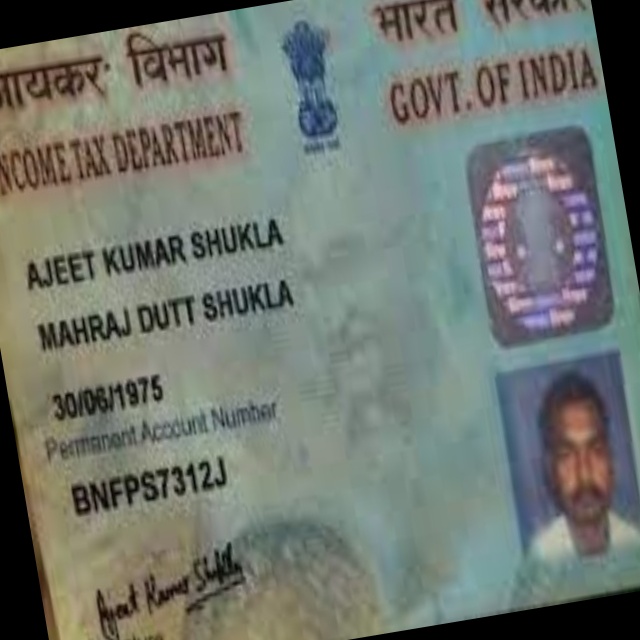 आयकर विभाग
भारत सरकार
INCOME TAX DEPARTMENT
GOVT. OF INDIA
AJEET KUMAR SHUKLA
MAHRAJ DUTT SHUKLA
30/06/1975
Permanent Account Number
BNFPS7312J
Ajeet Kumar Shukla